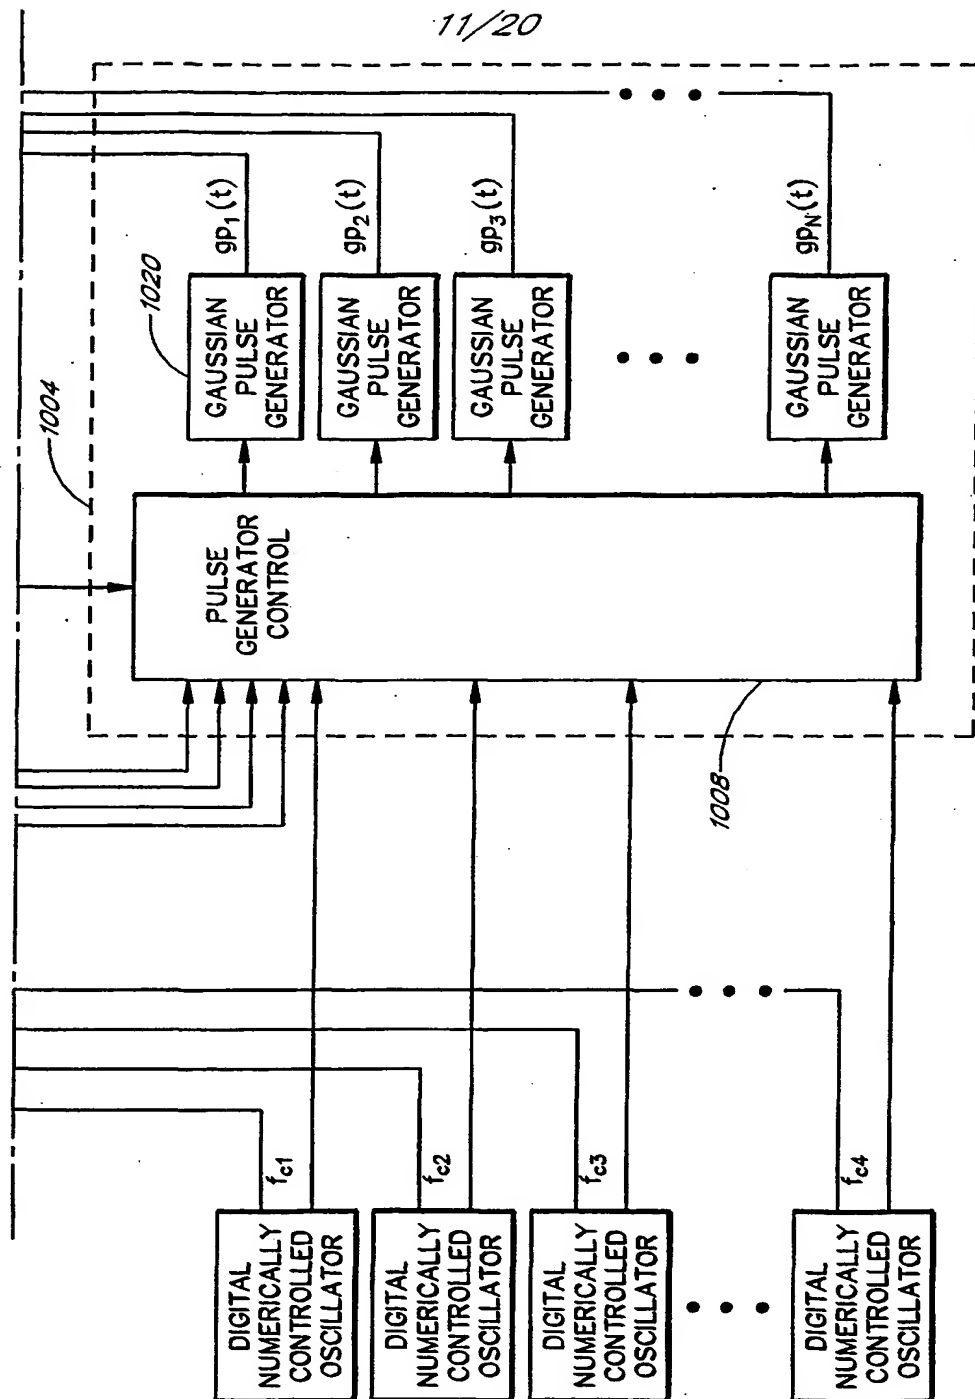 11/20
1004
1020
GAUSSIAN
PULSE
GENERATOR
gp1(t)
GAUSSIAN
PULSE
GENERATOR
gp2(t)
GAUSSIAN
PULSE
GENERATOR
gp3(t)
GAUSSIAN
PULSE
GENERATOR
gpN(t)
PULSE
GENERATOR
CONTROL
1008
DIGITAL
NUMERICALLY
CONTROLLED
OSCILLATOR
fc1
DIGITAL
NUMERICALLY
CONTROLLED
OSCILLATOR
fc2
DIGITAL
NUMERICALLY
CONTROLLED
OSCILLATOR
fc3
DIGITAL
NUMERICALLY
CONTROLLED
OSCILLATOR
fc4